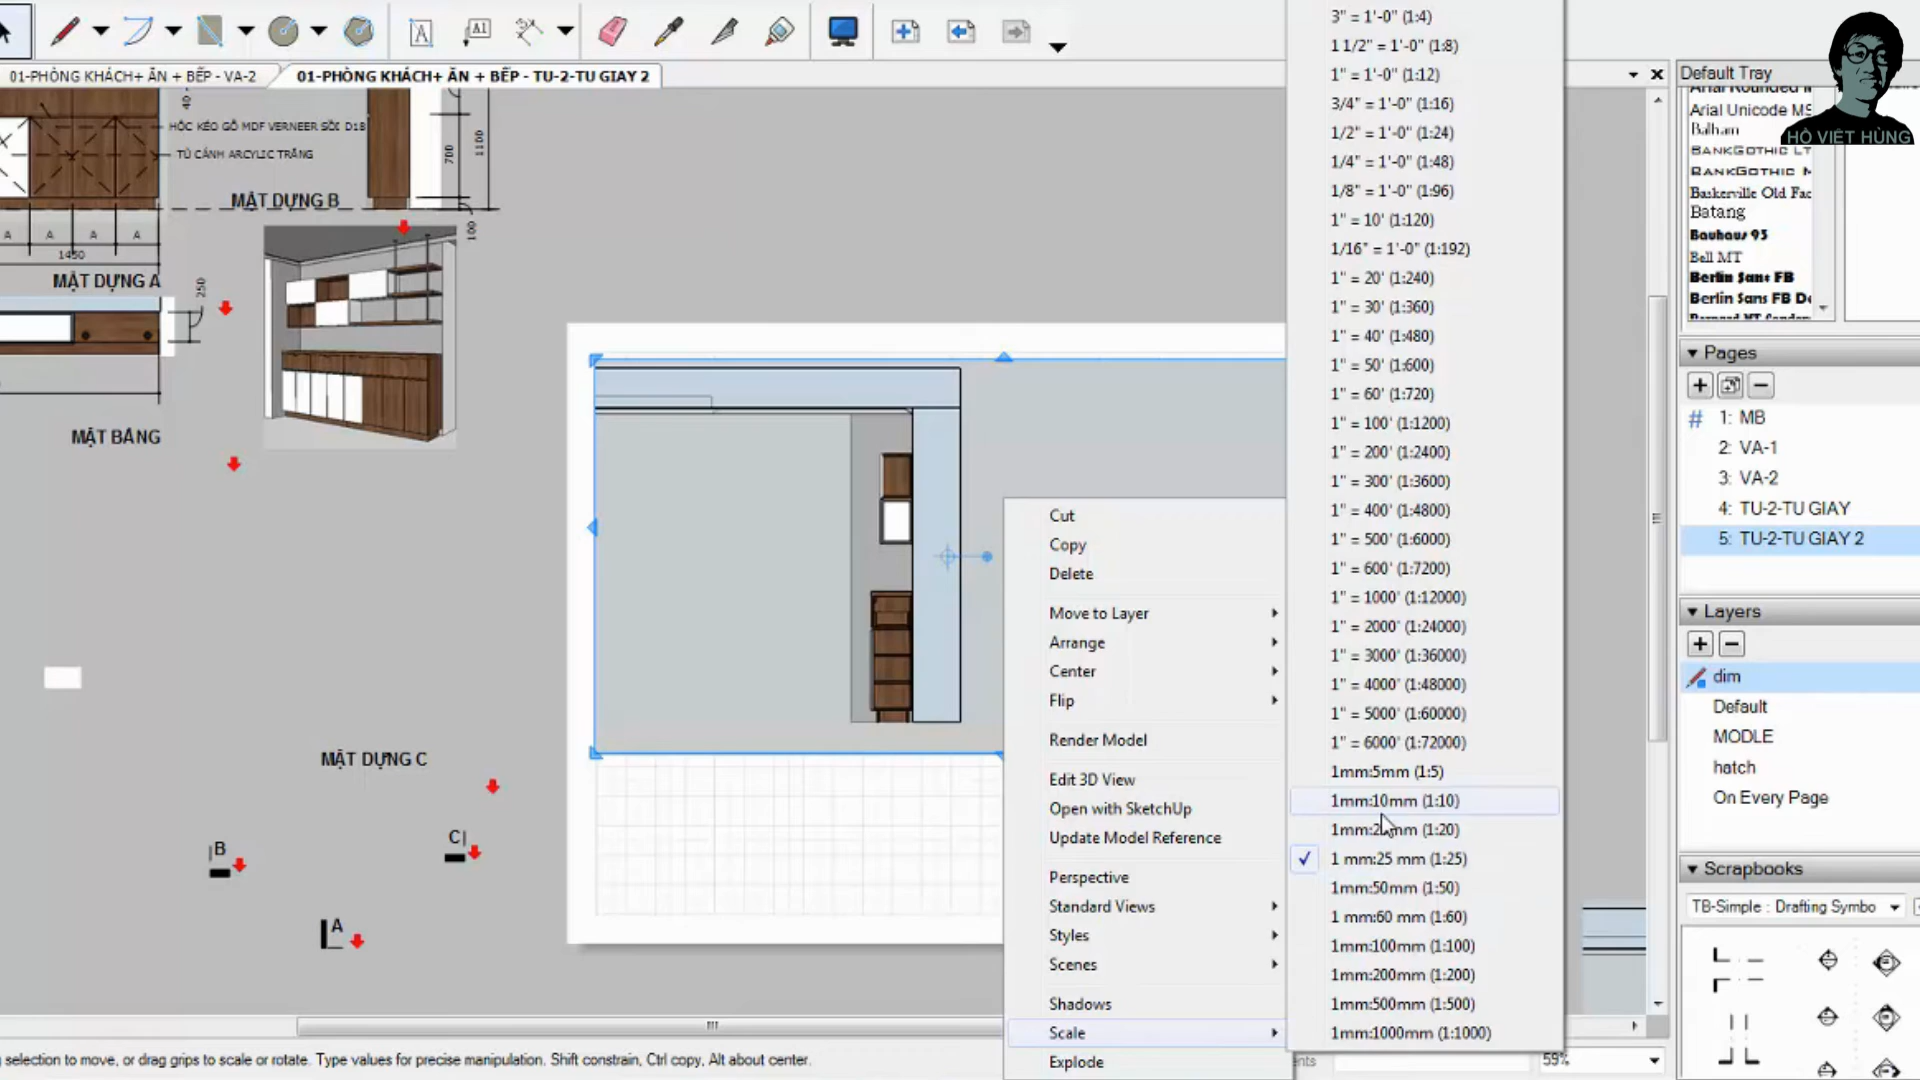 01-PHÒNG KHÁCH+ ĂN + BẾP - VA-2
01-PHÒNG KHÁCH+ ĂN + BẾP - TU-2-TU GIAY 2
40
HỘC KÉO GỖ MDF VERNEER SỒI D18
TỦ CÁNH ARCYLIC TRẮNG
MẶT DỰNG B
700
1100
100
A
A
A
A
1450
MẶT DỰNG A
250
MẶT BẰNG
MẶT DỰNG C
B
C
A
Cut
Copy
Delete
Move to Layer
Arrange
Center
Flip
Render Model
Edit 3D View
Open with SketchUp
Update Model Reference
Perspective
Standard Views
Styles
Scenes
Shadows
Scale
Explode
3" = 1'-0" (1:4)
1 1/2" = 1'-0" (1:8)
1" = 1'-0" (1:12)
3/4" = 1'-0" (1:16)
1/2" = 1'-0" (1:24)
1/4" = 1'-0" (1:48)
1/8" = 1'-0" (1:96)
1" = 10' (1:120)
1/16" = 1'-0" (1:192)
1" = 20' (1:240)
1" = 30' (1:360)
1" = 40' (1:480)
1" = 50' (1:600)
1" = 60' (1:720)
1" = 100' (1:1200)
1" = 200' (1:2400)
1" = 300' (1:3600)
1" = 400' (1:4800)
1" = 500' (1:6000)
1" = 600' (1:7200)
1" = 1000' (1:12000)
1" = 2000' (1:24000)
1" = 3000' (1:36000)
1" = 4000' (1:48000)
1" = 5000' (1:60000)
1" = 6000' (1:72000)
1mm:5mm (1:5)
1mm:10mm (1:10)
1mm:20mm (1:20)
1 mm:25 mm (1:25)
1mm:50mm (1:50)
1 mm:60 mm (1:60)
1mm:100mm (1:100)
1mm:200mm (1:200)
1mm:500mm (1:500)
1mm:1000mm (1:1000)
Default Tray
HỒ VIẾT HÙNG
Arial Rounded M
Arial Unicode MS
Balham
BankGothic Lt
BankGothic M
Baskerville Old Fac
Batang
Bauhaus 93
Bell MT
Berlin Sans FB
Berlin Sans FB De
Pages
1: MB
2: VA-1
3: VA-2
4: TU-2-TU GIAY
5: TU-2-TU GIAY 2
Layers
dim
Default
MODLE
hatch
On Every Page
Scrapbooks
TB-Simple : Drafting Symbo
selection to move, or drag grips to scale or rotate. Type values for precise manipulation. Shift constrain, Ctrl copy, Alt about center.
ents
59%